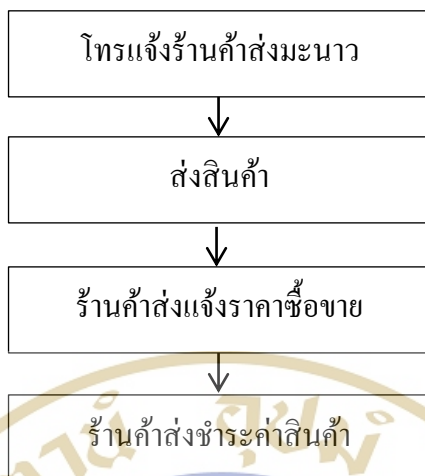 โทรแจ้งร้านค้าส่งมะนาว
ส่งสินค้า
ร้านค้าส่งแจ้งราคาซื้อขาย
ร้านค้าส่งชำระค่าสินค้า